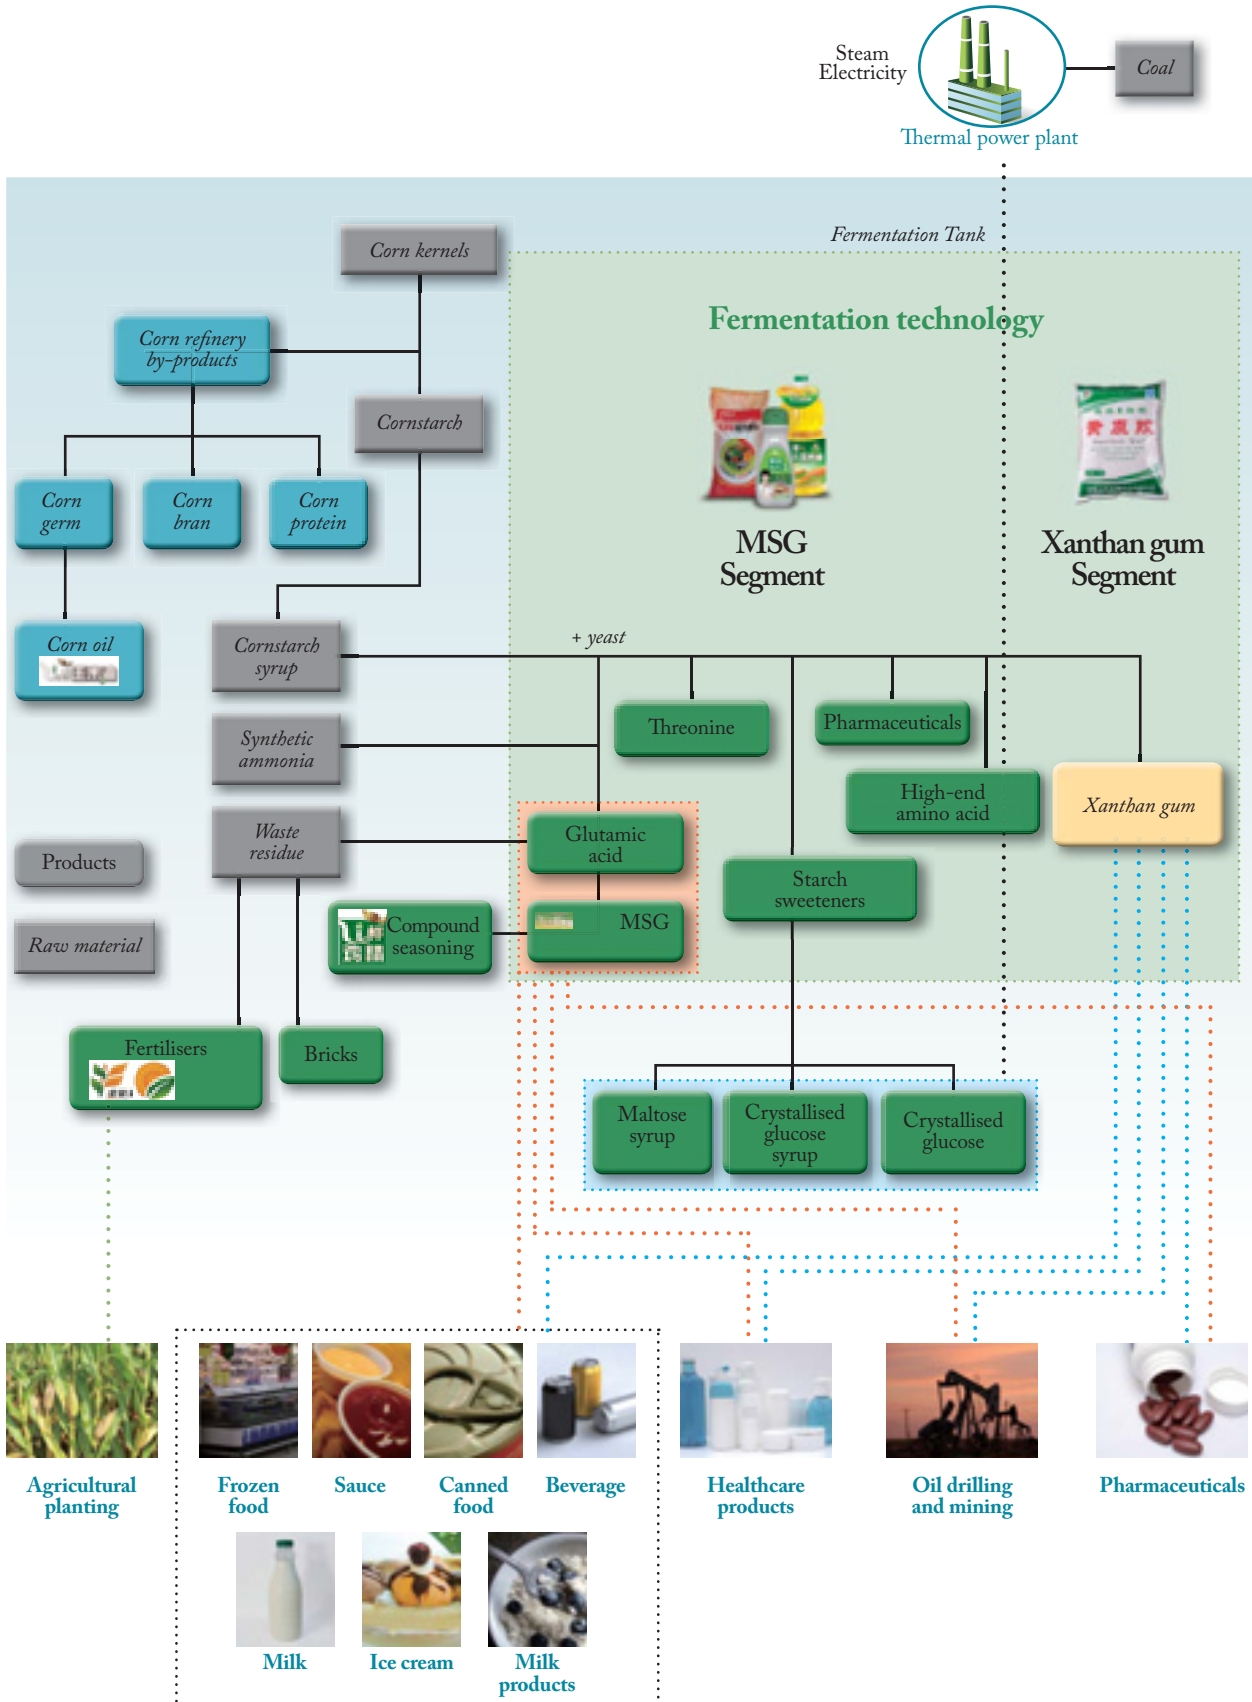 Steam
Electricity
Coal
Thermal power plant
Fermentation Tank
Corn kernels
Fermentation technology
Corn refinery
by-products
Cornstarch
黄原胶
MSG
Segment
Xanthan gum
Segment
Corn
germ
Corn
bran
Corn
protein
+ yeast
Corn oil
Cornstarch
syrup
Threonine
Pharmaceuticals
Synthetic
ammonia
High-end
amino acid
Xanthan gum
Waste
residue
Glutamic
acid
Products
Starch
sweeteners
Compound
seasoning
MSG
Raw material
Fertilisers
Bricks
Maltose
syrup
Crystallised
glucose
syrup
Crystallised
glucose
Agricultural
planting
Frozen
food
Sauce
Canned
food
Beverage
Healthcare
products
Oil drilling
and mining
Pharmaceuticals
Milk
Ice cream
Milk
products